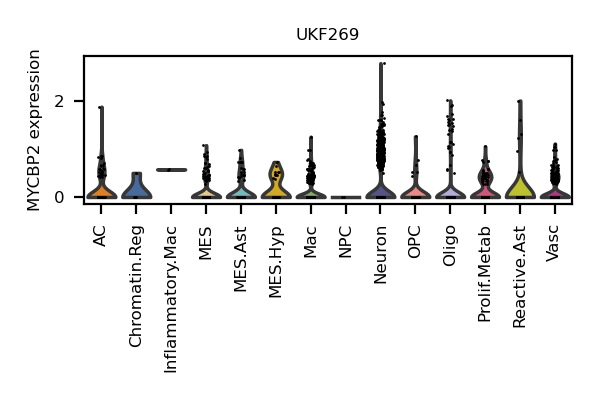 UKF269
MYCBP2 expression
2
0
AC
Chromatin.Reg
Inflammatory.Mac
MES
MES.Ast
MES.Hyp
Mac
NPC
Neuron
OPC
Oligo
Prolif.Metab
Reactive.Ast
Vasc